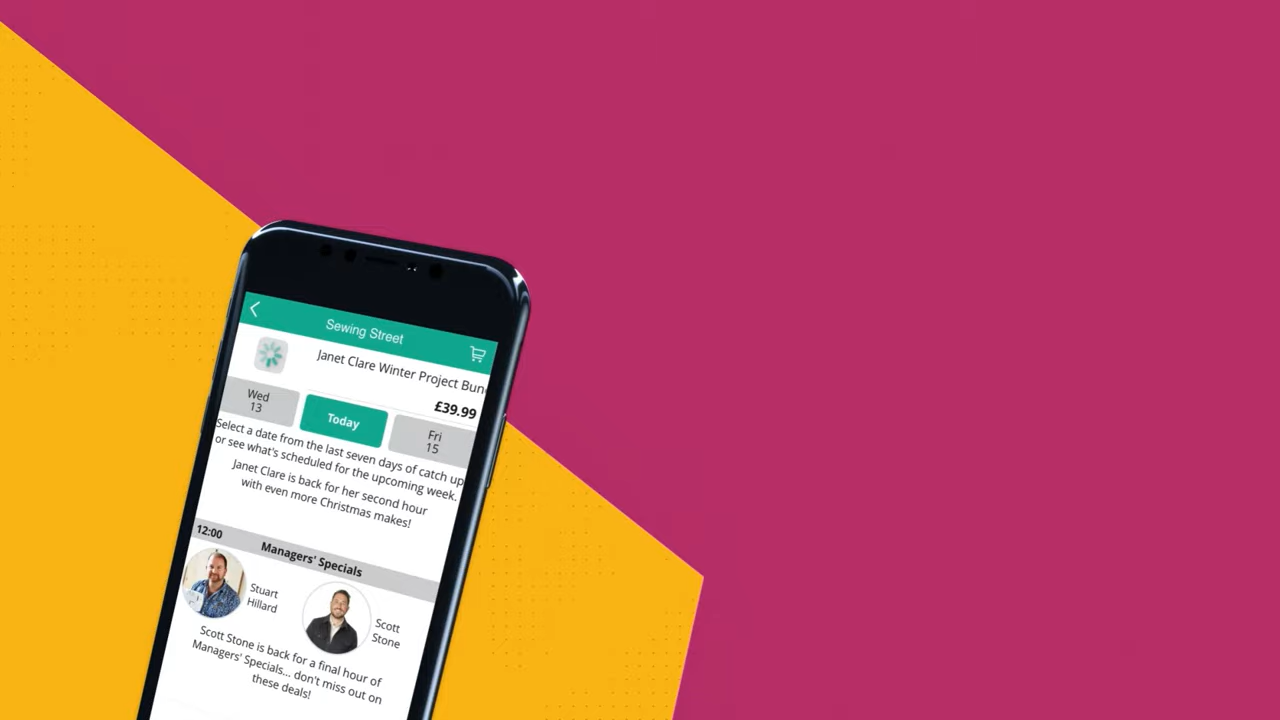 Sewing Street
Janet Clare Winter Project Bun
£39.99
Wed
13
Today
Fri
15
Select a date from the last seven days of catch up
or see what's scheduled for the upcoming week.
Janet Clare is back for her second hour
with even more Christmas makes!
12:00
Managers' Specials
Stuart
Hillard
Scott
Stone
Scott Stone is back for a final hour of
Managers' Specials... don't miss out on
these deals!